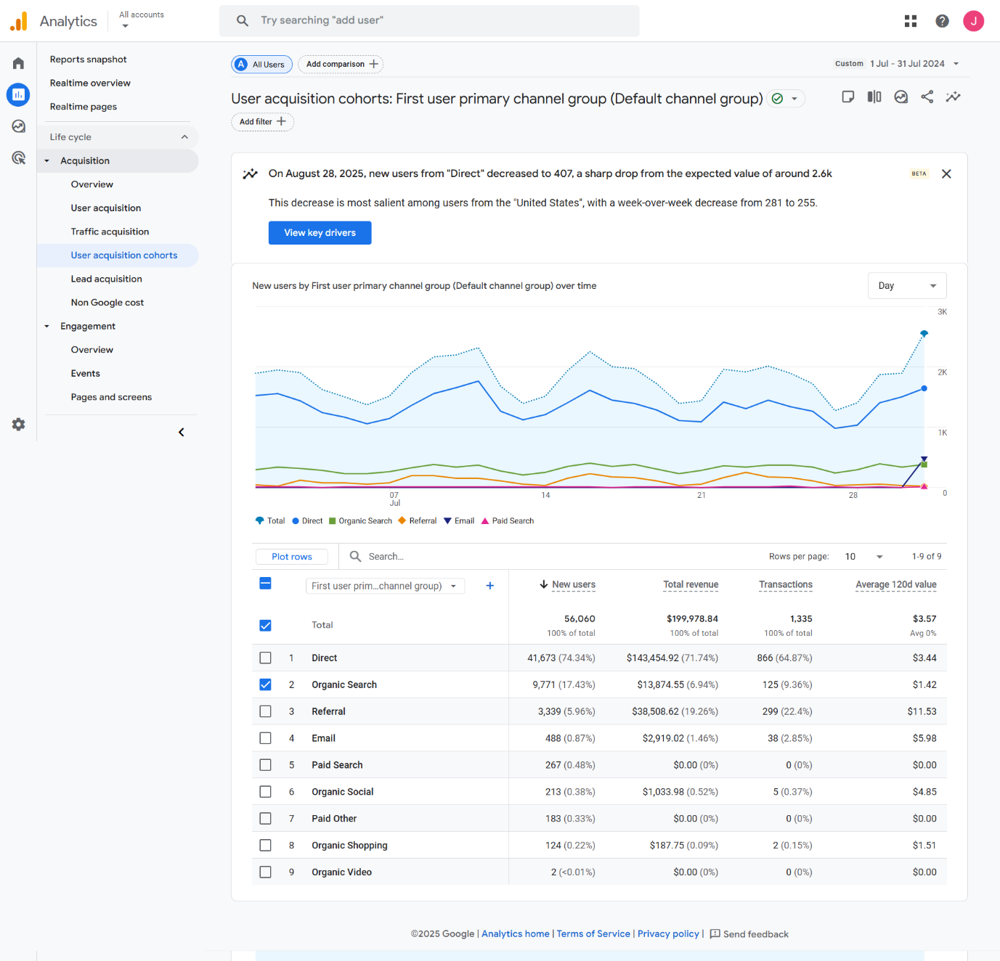 Analytics
All accounts
Try searching "add user"
J
Reports snapshot
Realtime overview
Realtime pages
Life cycle
Acquisition
Overview
User acquisition
Traffic acquisition
User acquisition cohorts
Lead acquisition
Non Google cost
Engagement
Overview
Events
Pages and screens
A All Users
Add comparison
Custom 1 Jul - 31 Jul 2024
User acquisition cohorts: First user primary channel group (Default channel group)
Add filter
On August 28, 2025, new users from "Direct" decreased to 407, a sharp drop from the expected value of around 2.6k
BETA
This decrease is most salient among users from the "United States", with a week-over-week decrease from 281 to 255.
View key drivers
New users by First user primary channel group (Default channel group) over time
Day
3K
2K
1K
0
07 14 21 28
Jul
Total Direct Organic Search Referral Email Paid Search
Plot rows Search... Rows per page: 10 1-9 of 9
First user prim...channel group) New users Total revenue Transactions Average 120d value
Total 56,060 $199,978.84 1,335 $3.57
100% of total 100% of total 100% of total Avg 0%
1 Direct 41,673 (74.34%) $143,454.92 (71.74%) 866 (64.87%) $3.44
2 Organic Search 9,771 (17.43%) $13,874.55 (6.94%) 125 (9.36%) $1.42
3 Referral 3,339 (5.96%) $38,508.62 (19.26%) 299 (22.4%) $11.53
4 Email 488 (0.87%) $2,919.02 (1.46%) 38 (2.85%) $5.98
5 Paid Search 267 (0.48%) $0.00 (0%) 0 (0%) $0.00
6 Organic Social 213 (0.38%) $1,033.98 (0.52%) 5 (0.37%) $4.85
7 Paid Other 183 (0.33%) $0.00 (0%) 0 (0%) $0.00
8 Organic Shopping 124 (0.22%) $187.75 (0.09%) 2 (0.15%) $1.51
9 Organic Video 2 (<0.01%) $0.00 (0%) 0 (0%) $0.00
©2025 Google | Analytics home | Terms of Service | Privacy policy | Send feedback